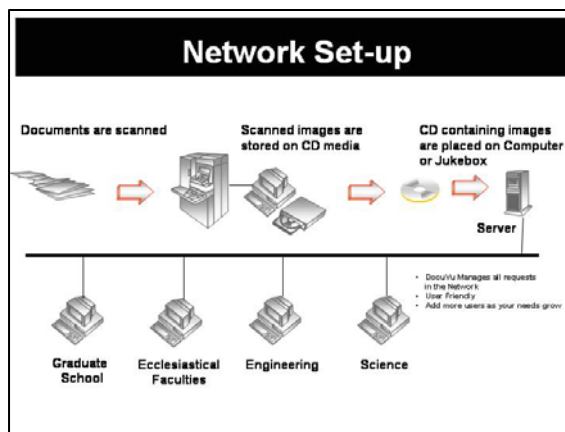 Network Set-up
Documents are scanned
Scanned images are
stored on CD media
CD containing images
are placed on Computer
or Jukebox
Server
• DocuVu Manages all requests
in the Network
• User Friendly
• Add more users as your needs grow
Graduate
School
Ecclesiastical
Faculties
Engineering
Science